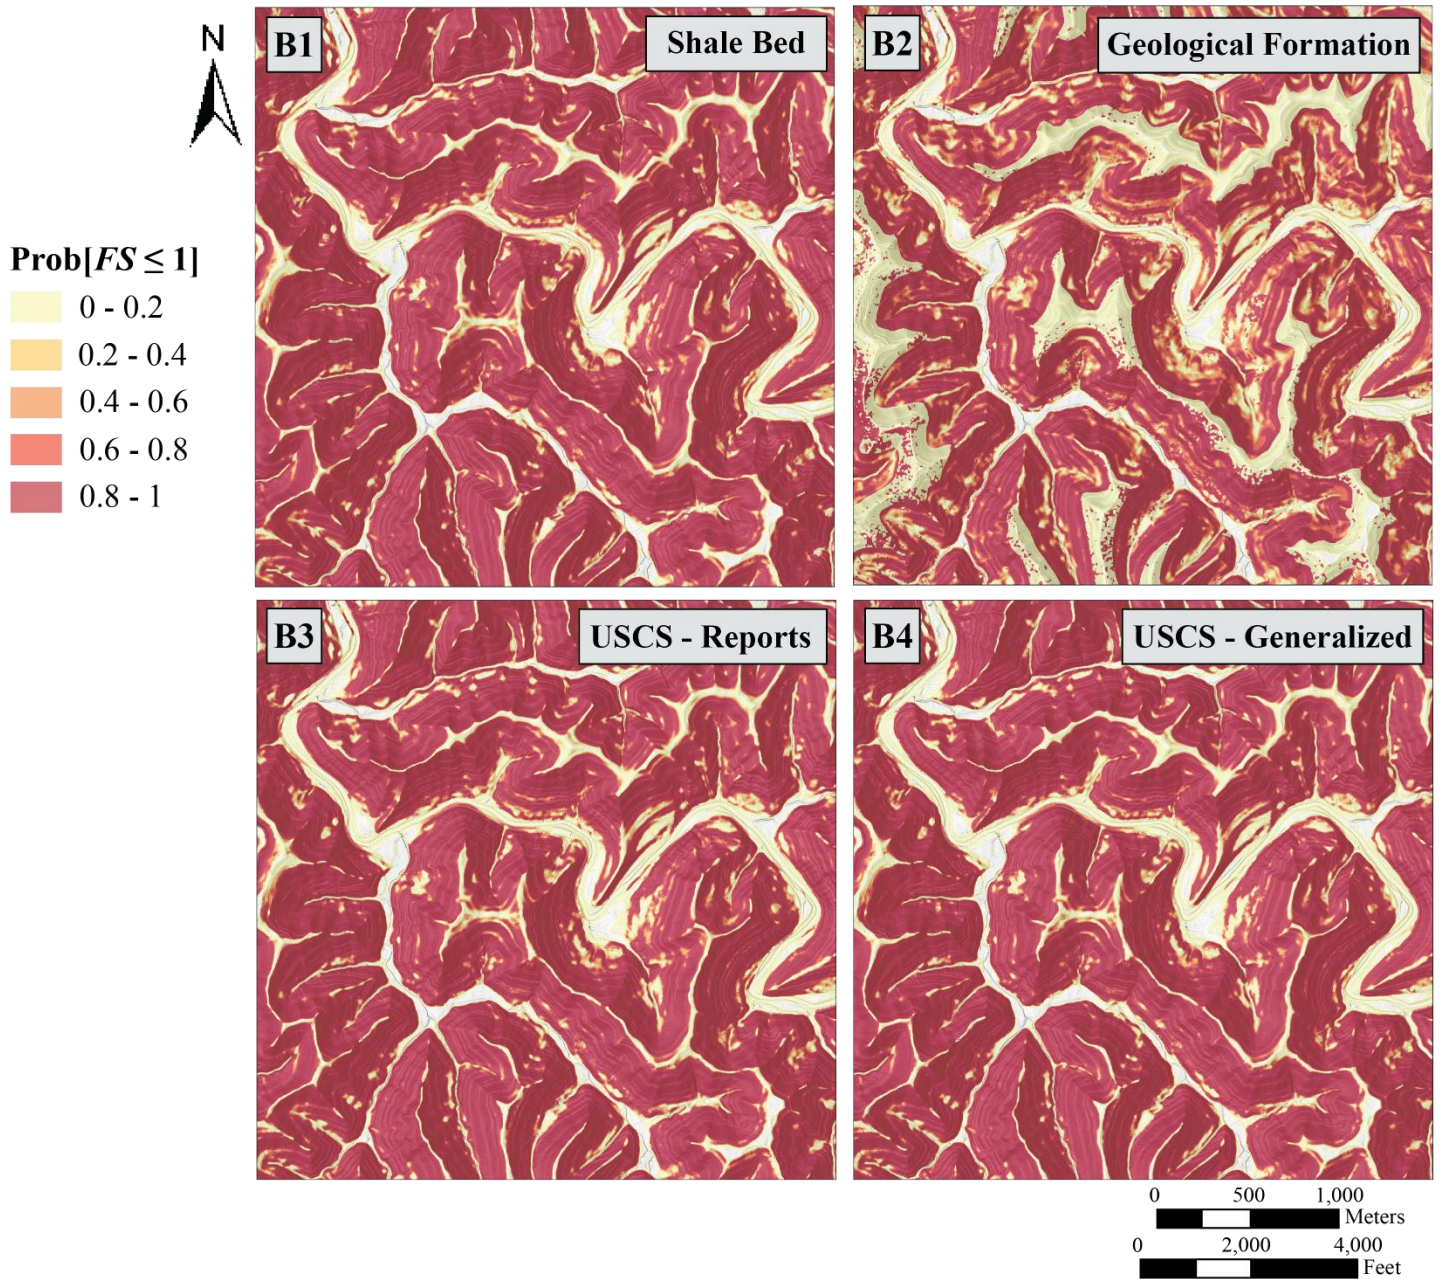 N
B1
Shale Bed
B2
Geological Formation
Prob[FS ≤ 1]
0 - 0.2
0.2 - 0.4
0.4 - 0.6
0.6 - 0.8
0.8 - 1
B3
USCS - Reports
B4
USCS - Generalized
0 500 1,000
Meters
0 2,000 4,000
Feet